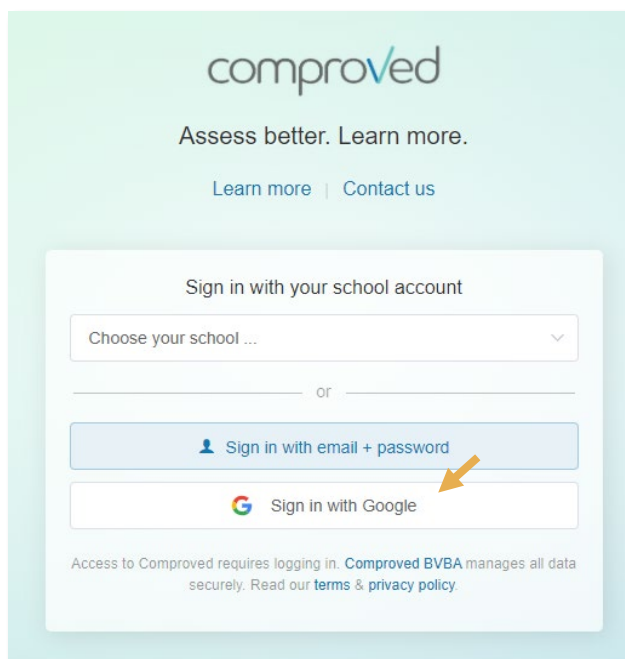 comproved
Assess better. Learn more.
Learn more | Contact us
Sign in with your school account
Choose your school ...
or
Sign in with email + password
Sign in with Google
Access to Comproved requires logging in. Comproved BVBA manages all data
securely. Read our terms & privacy policy.